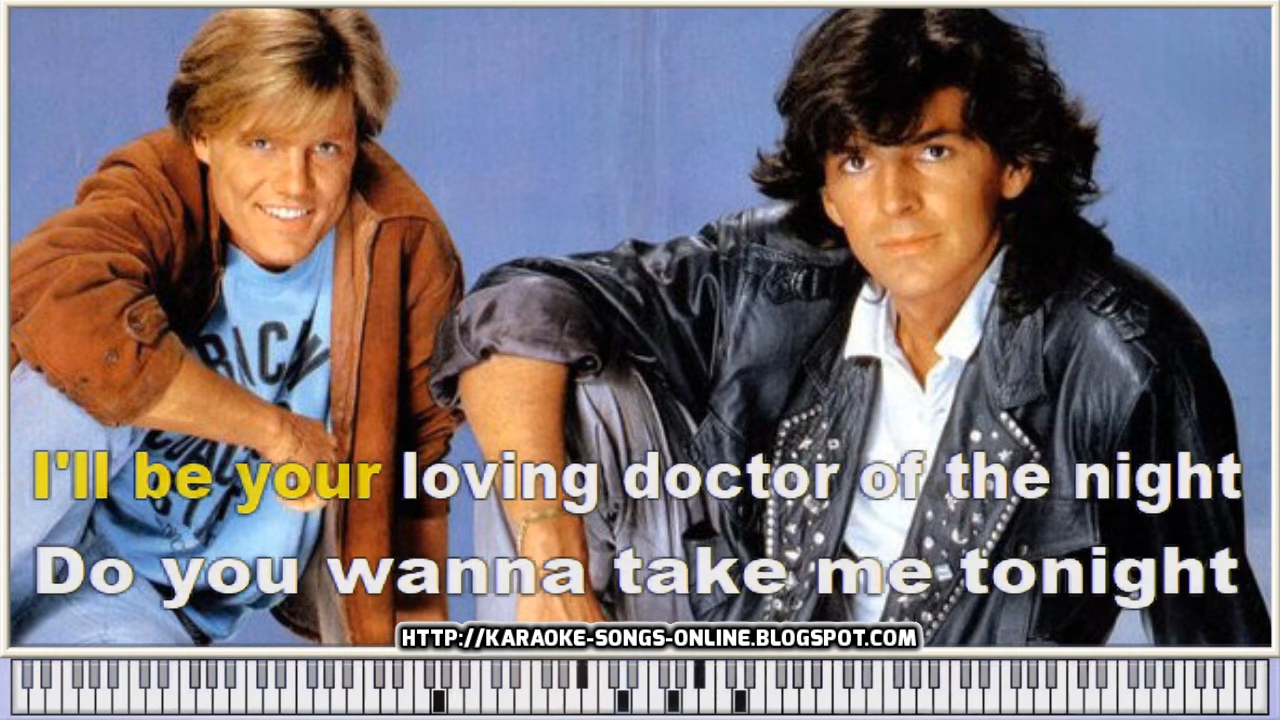 I'll be your loving doctor of the night
Do you wanna take me tonight
HTTP://KARAOKE-SONGS-ONLINE.BLOGSPOT.COM